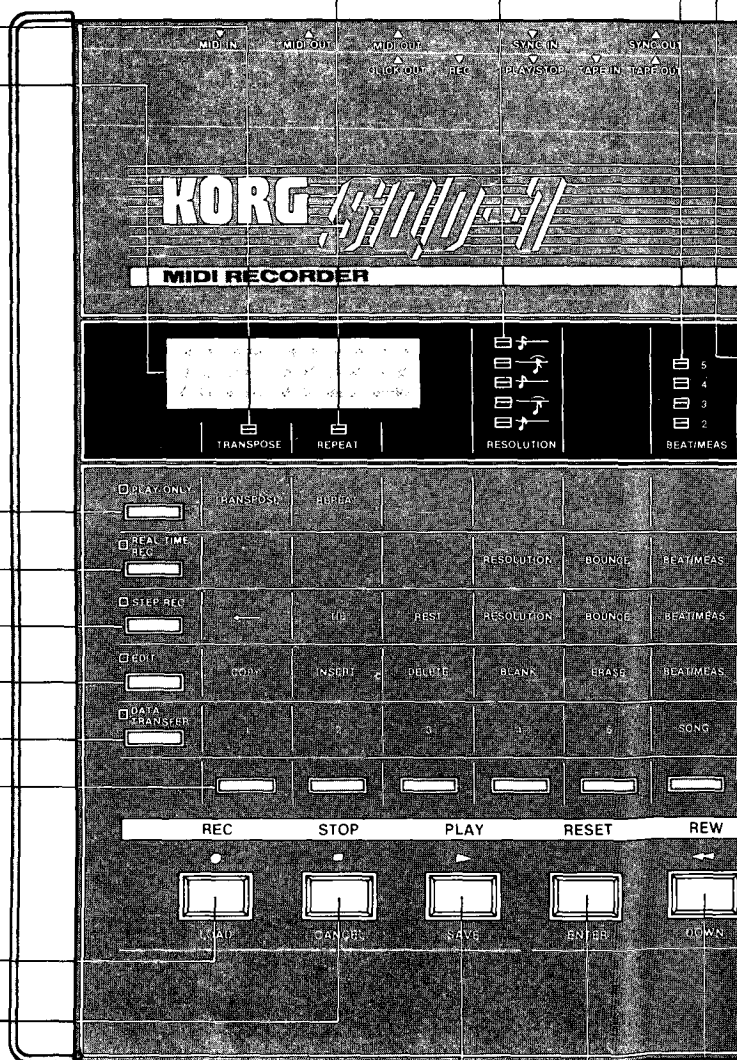 MIDI IN MIDI OUT MIDI OUT SYNC IN SYNC OUT
CLICK OUT REC PLAY/STOP TAPE IN TAPE OUT
KORG SQD-1
MIDI RECORDER
5
4
3
2
TRANSPOSE REPEAT RESOLUTION BEAT/MEAS
PLAY ONLY TRANSPOSE REPEAT
REAL TIME
REC RESOLUTION BOUNCE BEAT/MEAS
STEP REC TIE REST RESOLUTION BOUNCE BEAT/MEAS
EDIT COPY INSERT DELETE BLANK ERASE BEAT/MEAS
DATA
TRANSFER 1 2 3 4 5 SONG
REC STOP PLAY RESET REW
LOAD CANCEL SAVE ENTER DOWN